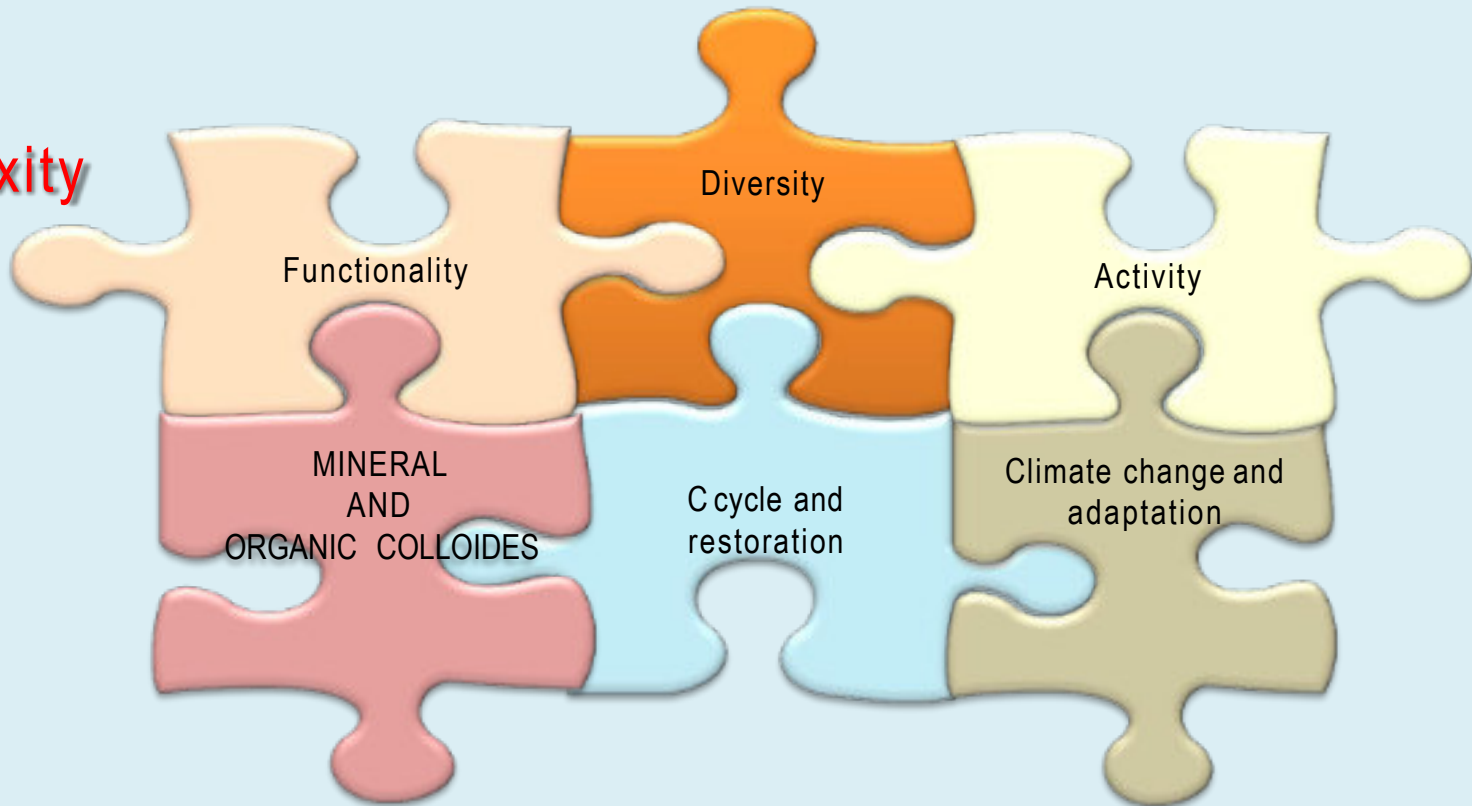 xity
Diversity
Functionality
Activity
MINERAL
AND
ORGANIC COLLOIDES
C cycle and
restoration
Climate change and
adaptation